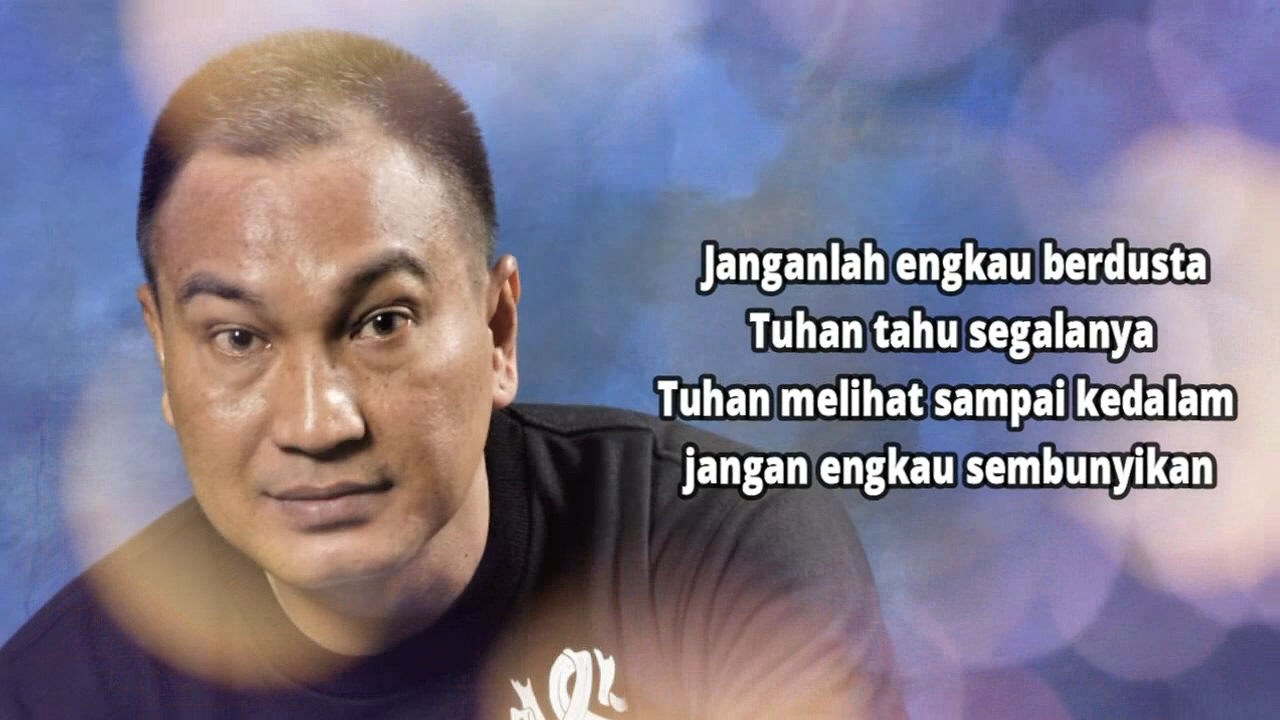 Janganlah engkau berdusta
Tuhan tahu segalanya
Tuhan melihat sampai kedalam
jangan engkau sembunyikan